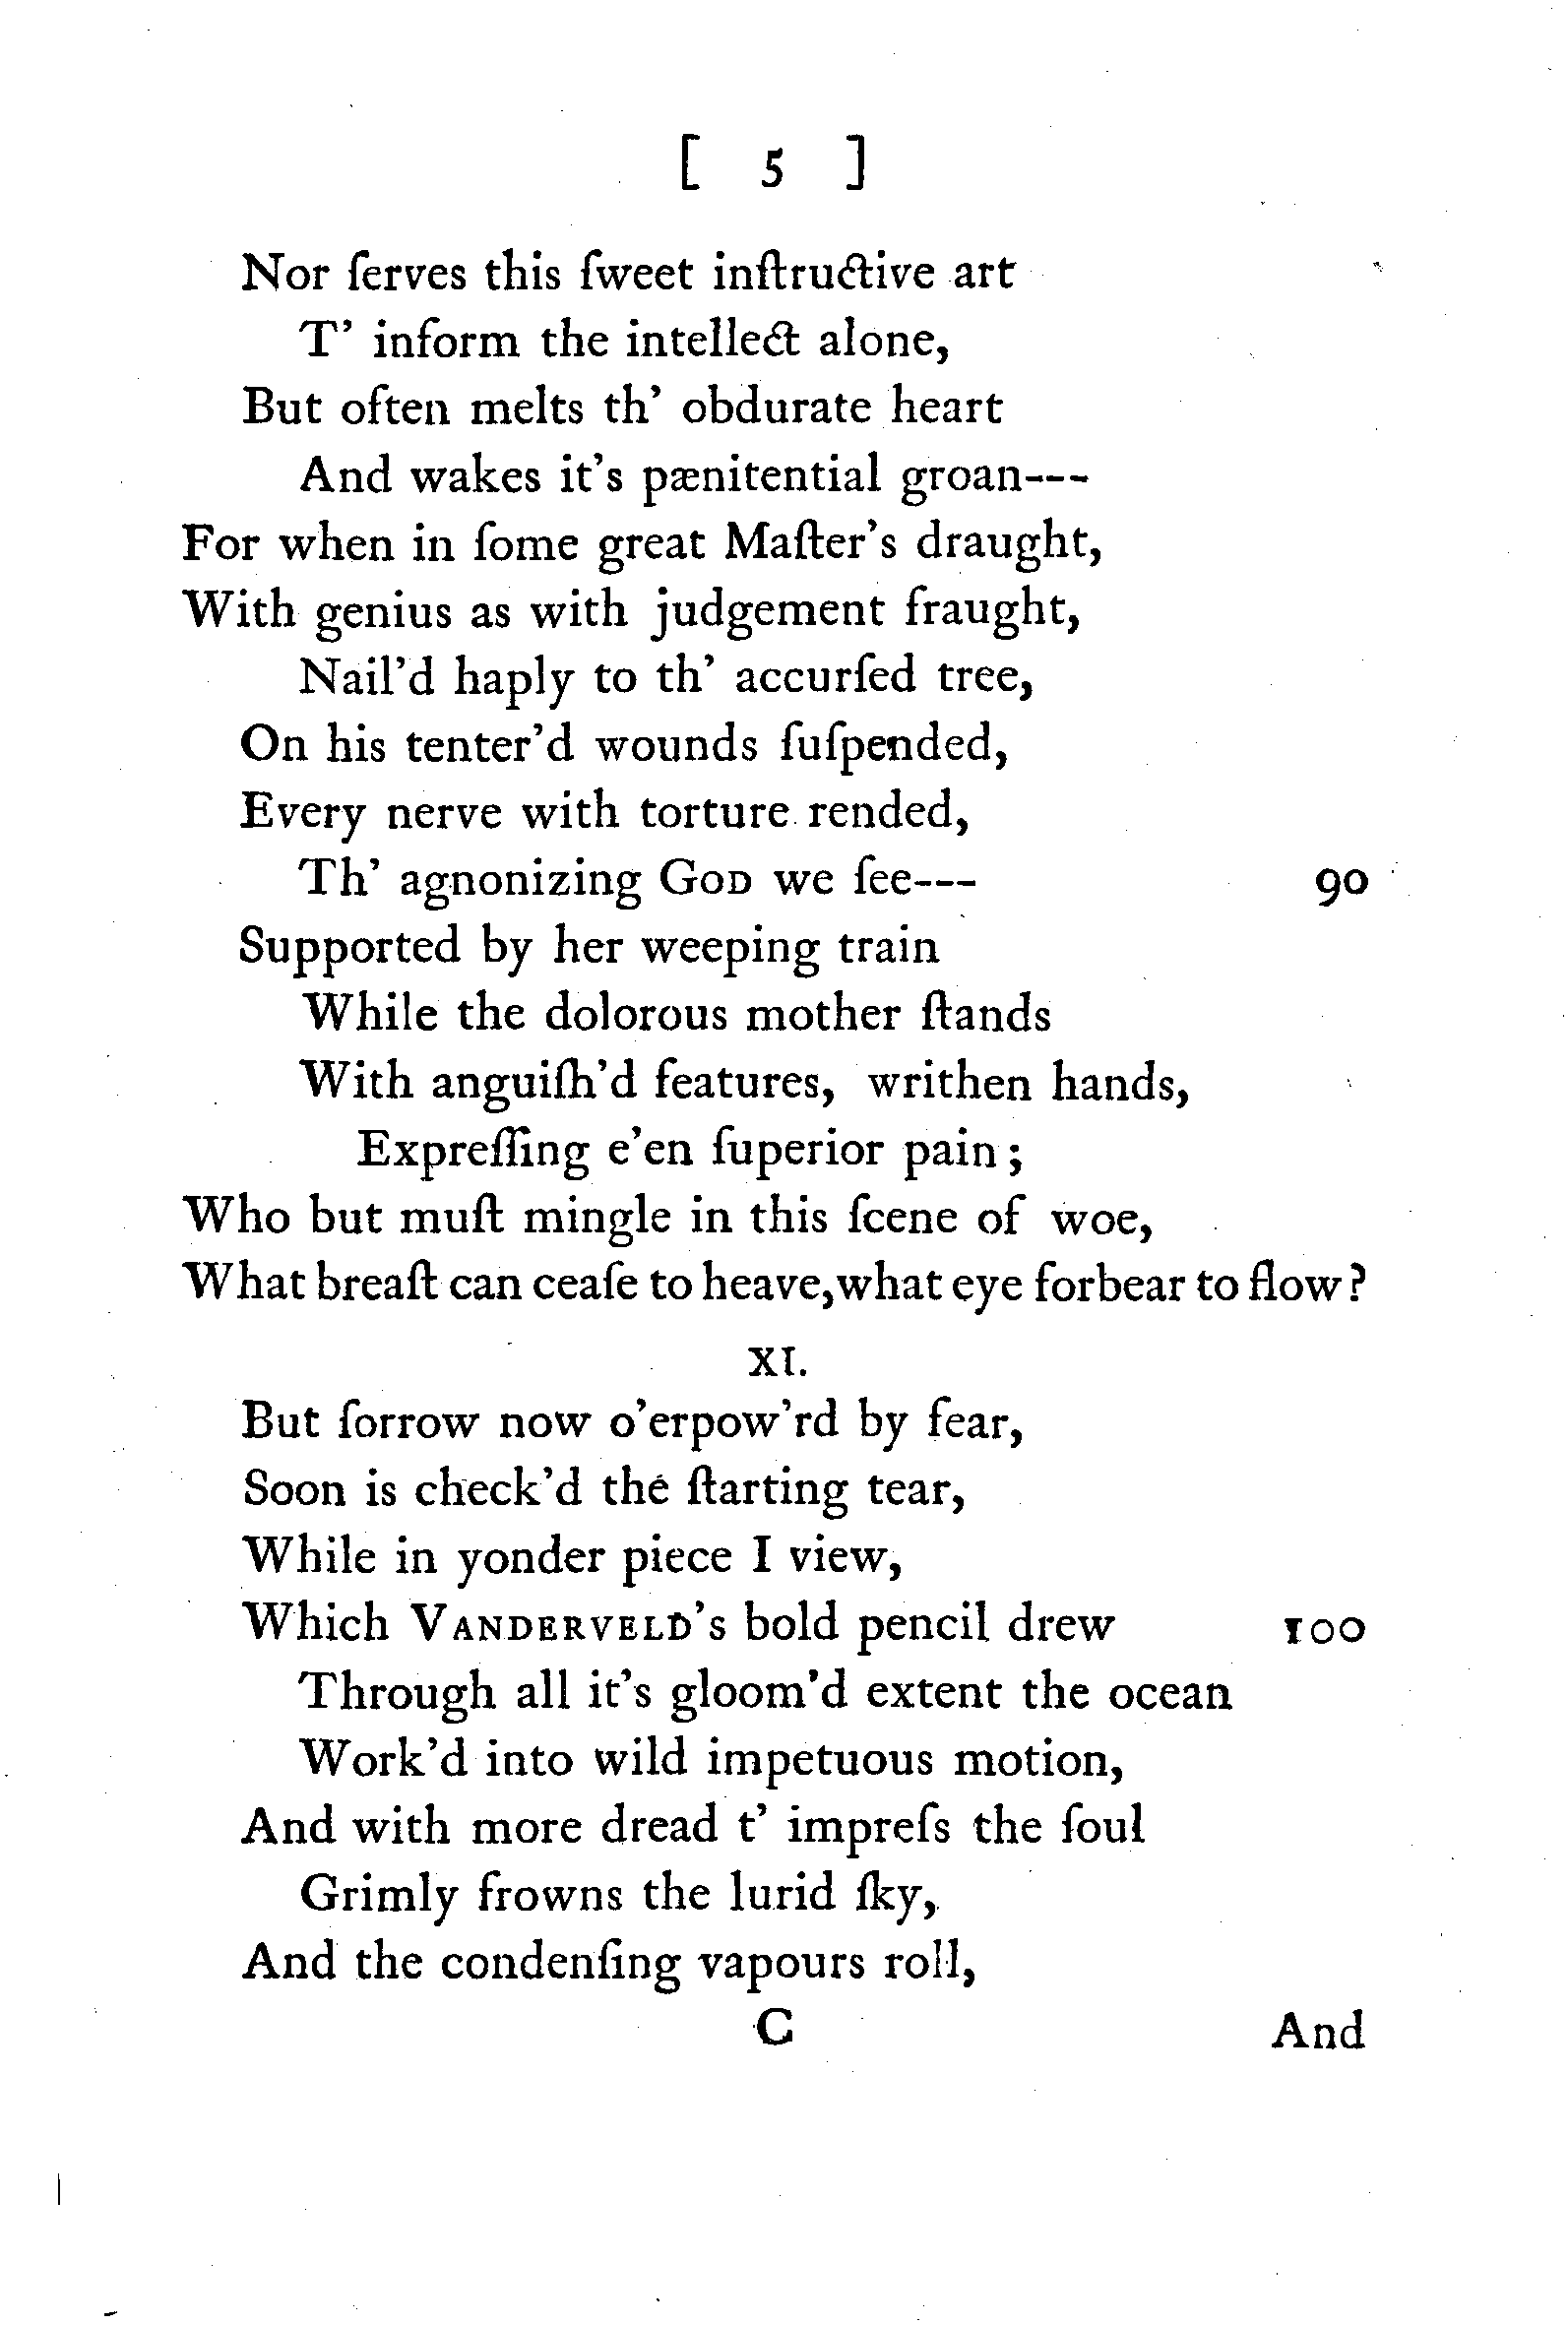 [ 5 ]
Nor ſerves this ſweet inſtructive art
T' inform the intellect alone,
But often melts th' obdurate heart
And wakes it's pænitential groan---
For when in ſome great Maſter's draught,
With genius as with judgement fraught,
Nail'd haply to th' accurſed tree,
On his tenter'd wounds ſuſpended,
Every nerve with torture rended,
Th' agnonizing GOD we ſee--- 90
Supported by her weeping train
While the dolorous mother ſtands
With anguiſh'd features, writhen hands,
Expreſſing e'en ſuperior pain;
Who but muſt mingle in this ſcene of woe,
What breaſt can ceaſe to heave,what eye forbear to flow?
XI.
But ſorrow now o'erpow'rd by fear,
Soon is check'd the ſtarting tear,
While in yonder piece I view,
Which VANDERVELD's bold pencil drew 100
Through all it's gloom'd extent the ocean
Work'd into wild impetuous motion,
And with more dread t' impreſs the ſoul
Grimly frowns the lurid ſky,
And the condenſing vapours roll,
C And